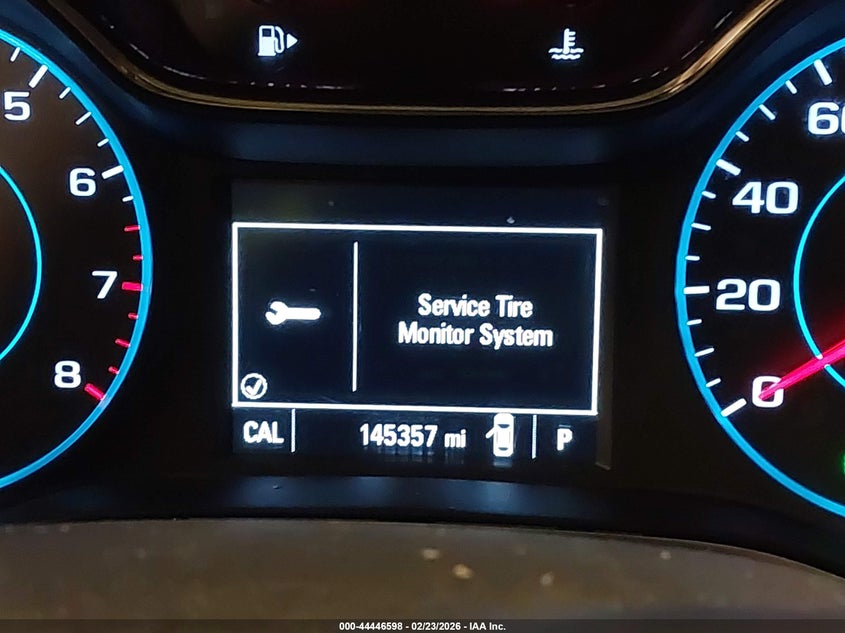 5
6
7
8
60
40
20
0
Service Tire
Monitor System
CAL
145357 mi
P
000-44446598 - 02/23/2026 - IAA Inc.